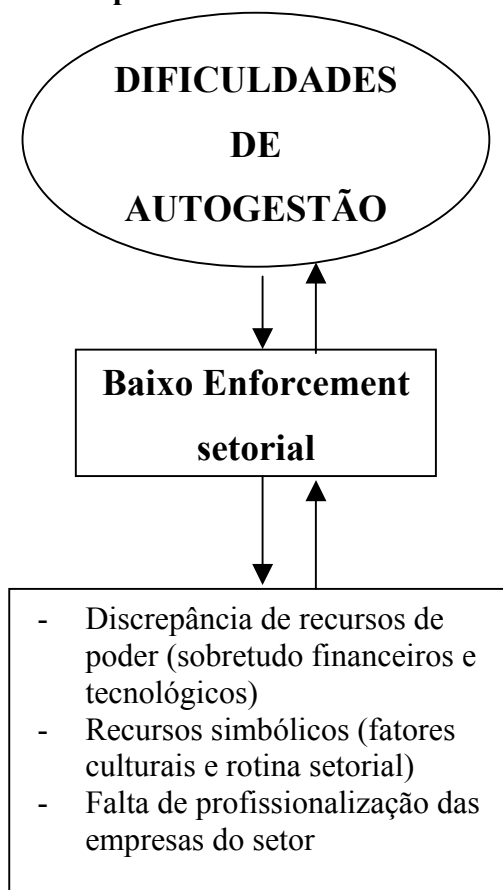 DIFICULDADES
DE
AUTOGESTÃO
Baixo Enforcement
setorial
- Discrepância de recursos de
poder (sobretudo financeiros e
tecnológicos)
- Recursos simbólicos (fatores
culturais e rotina setorial)
- Falta de profissionalização das
empresas do setor